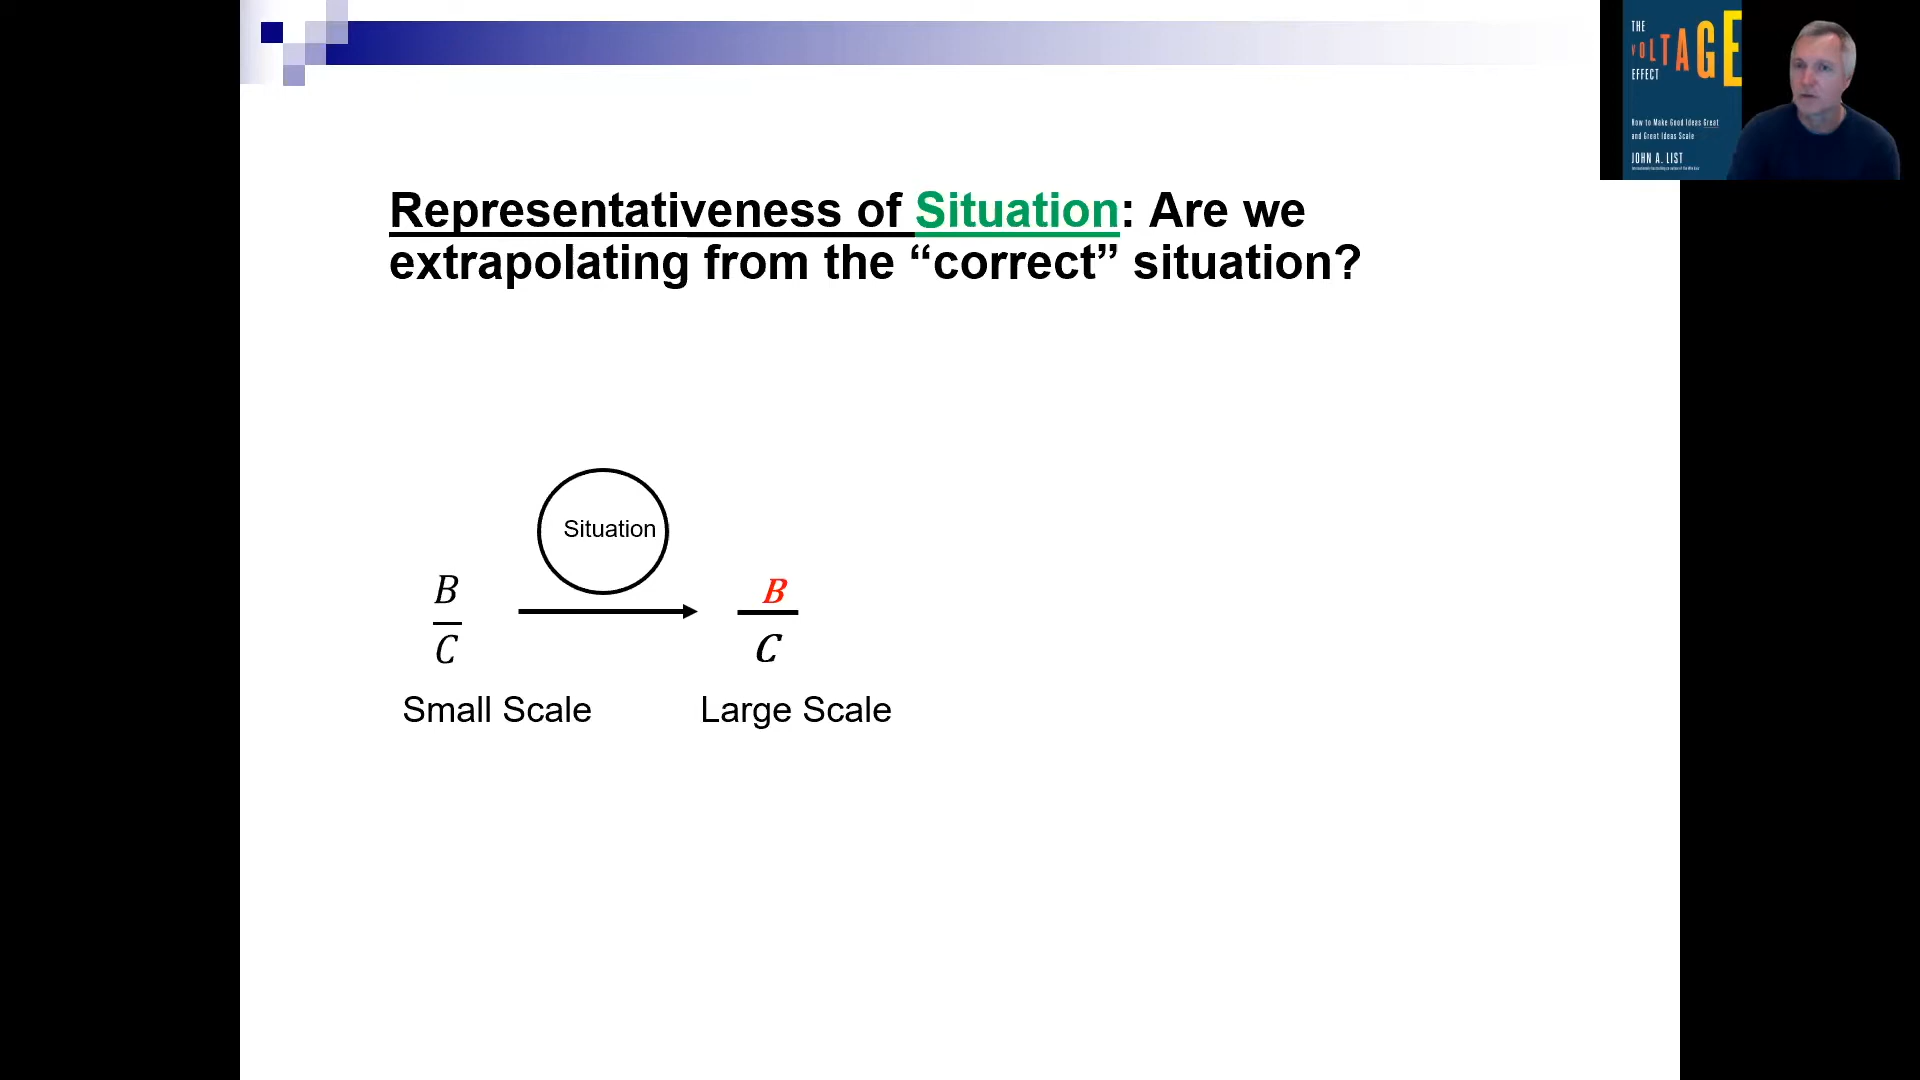 Representativeness of Situation: Are we
extrapolating from the “correct” situation?
Situation
B
C
B
C
Small Scale
Large Scale
THE
VOLTAGE
EFFECT
How to Make Good Ideas Great
and Great Ideas Scale
JOHN A. LIST